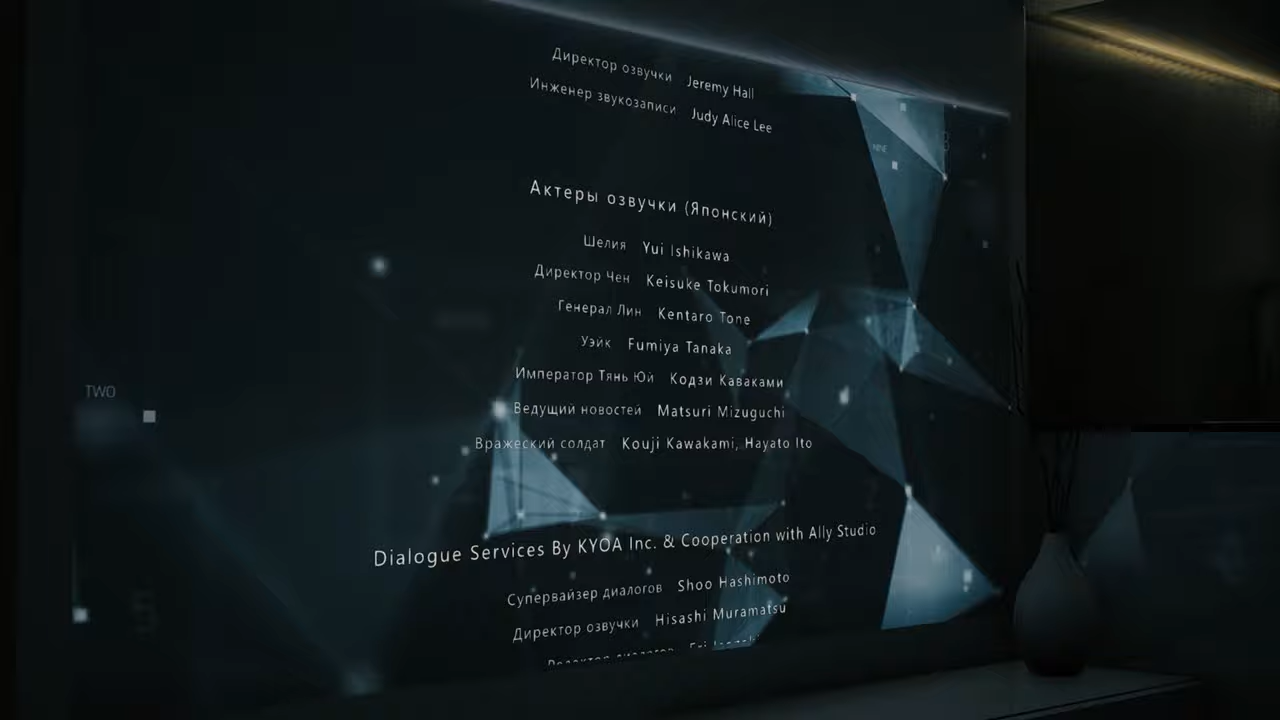 Директор озвучки Jeremy Hall
Инженер звукозаписи Judy Alice Lee
NINE
Актеры озвучки (Японский)
Шелия Yui Ishikawa
Директор Чен Keisuke Tokumori
Генерал Лин Kentaro Tone
Уэйк Fumiya Tanaka
Император Тянь Юй Кодзи Каваками
TWO
Ведущий новостей Matsuri Mizuguchi
Вражеский солдат Kouji Kawakami, Hayato Ito
Dialogue Services By KYOA Inc. & Cooperation with Ally Studio
Супервайзер диалогов Shoo Hashimoto
Директор озвучки Hisashi Muramatsu